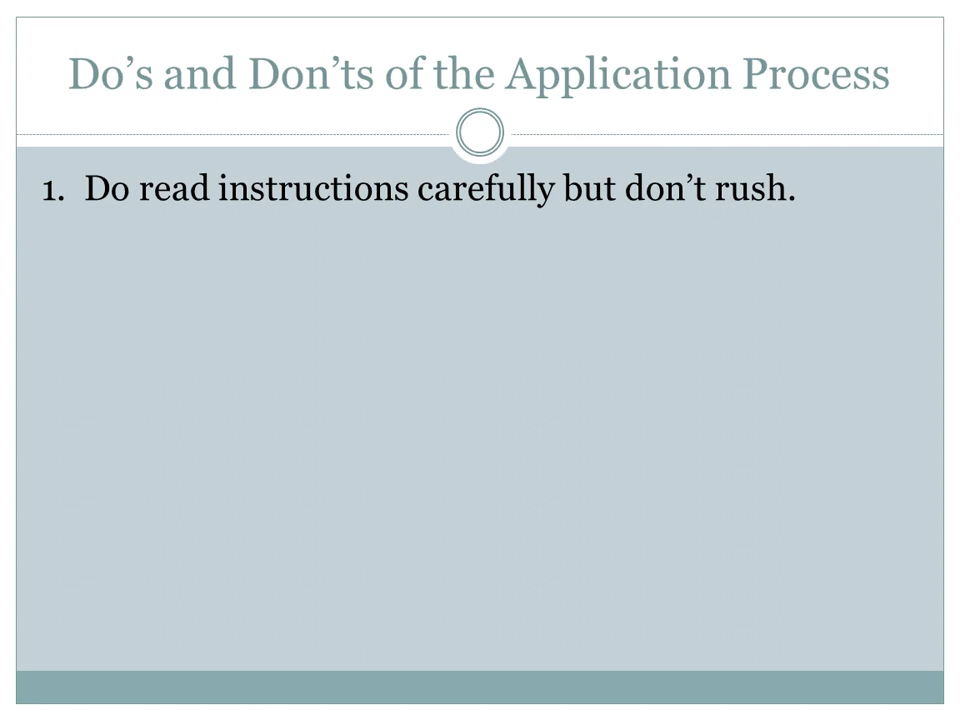 Do’s and Don’ts of the Application Process
1. Do read instructions carefully but don’t rush.